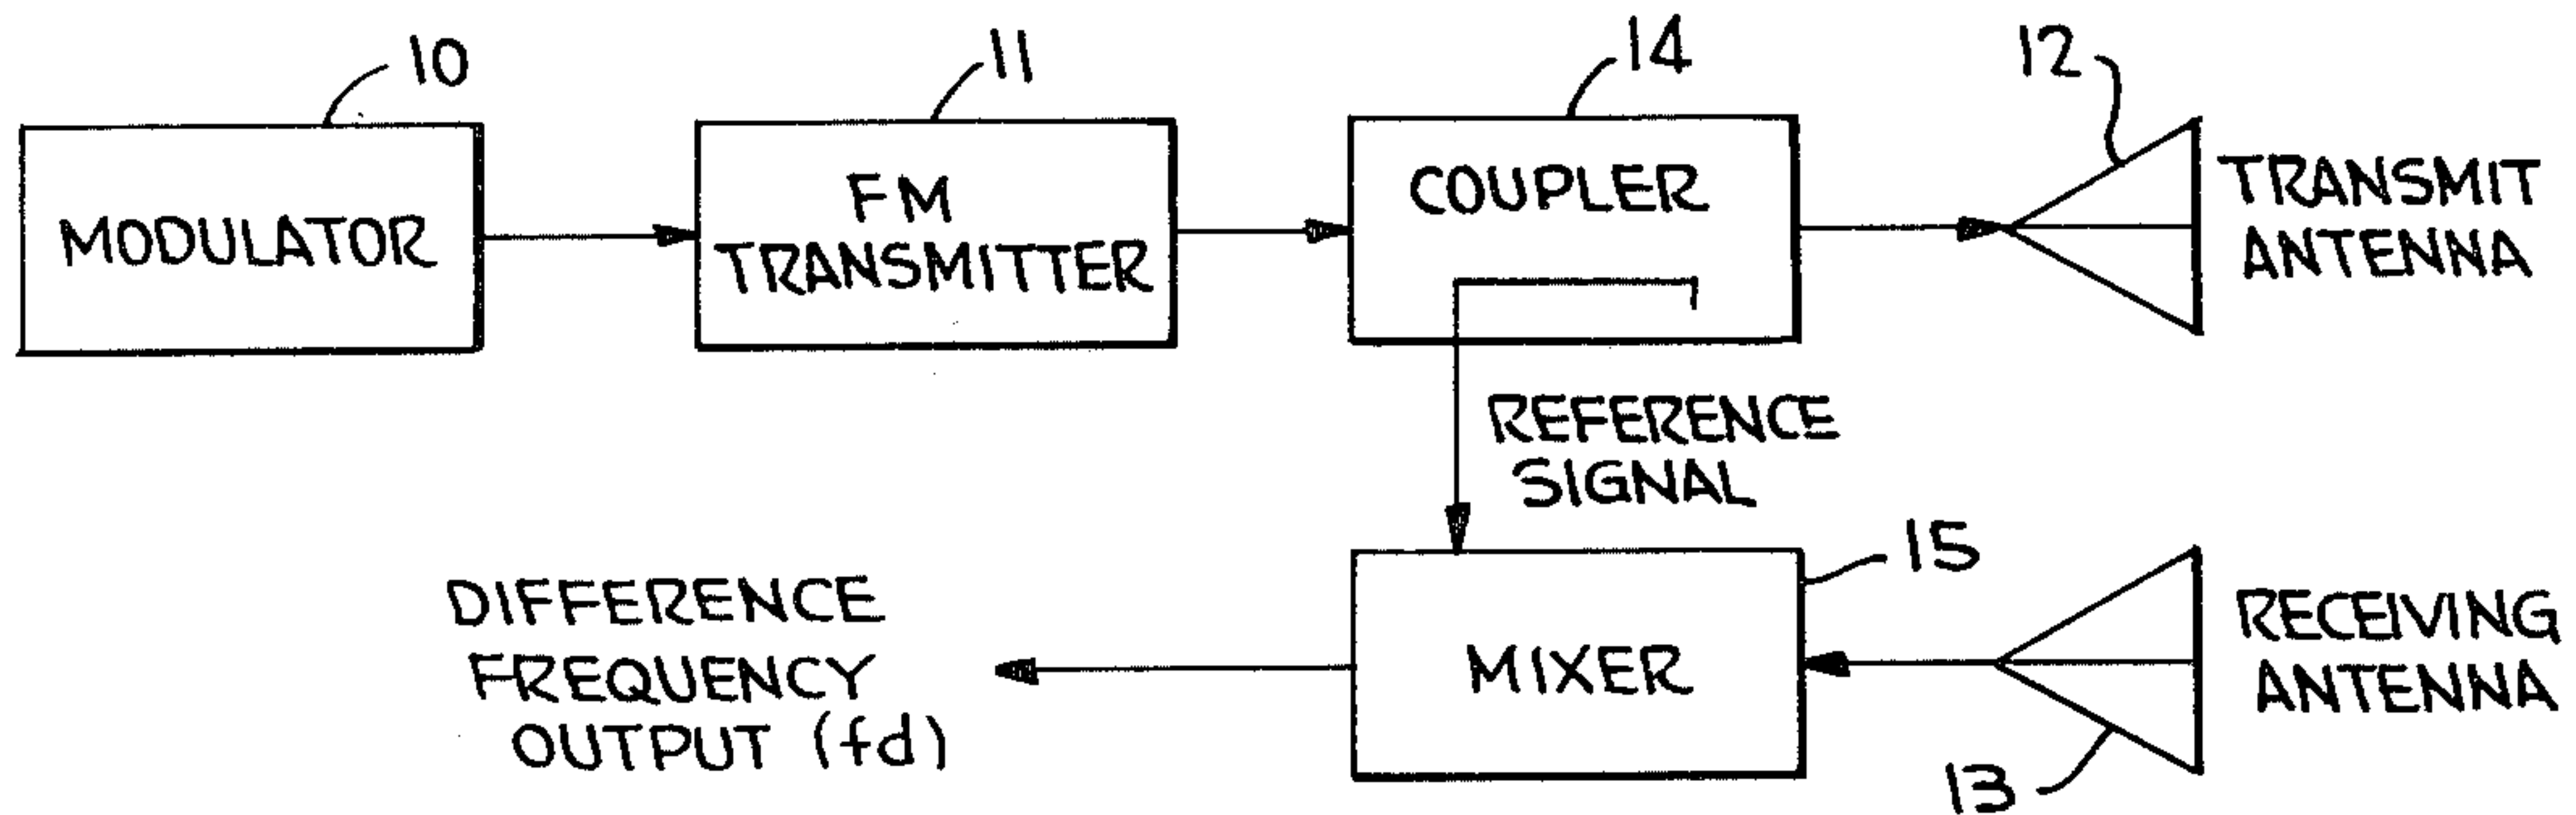 10
11
14
12
MODULATOR
FM
TRANSMITTER
COUPLER
TRANSMIT
ANTENNA
REFERENCE
SIGNAL
DIFFERENCE
FREQUENCY
OUTPUT (fd)
MIXER
15
RECEIVING
ANTENNA
13